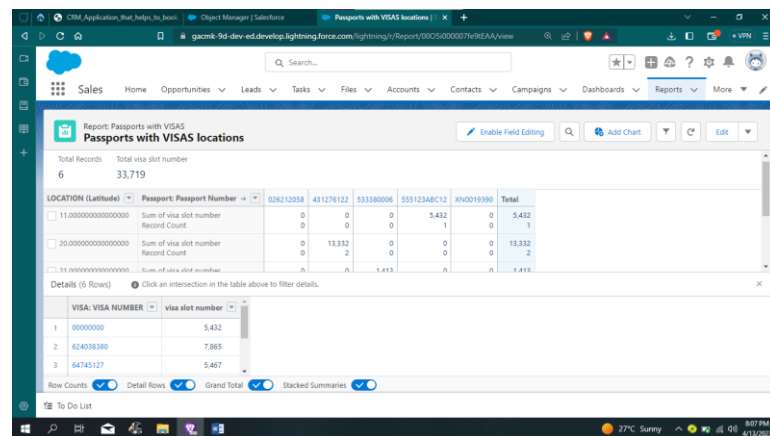 CRM_Application_that_helps_to_book
Object Manager | Salesforce
Passports with VISAS locations |
gacmk-9d-dev-ed.develop.lightning.force.com/lightning/r/Report/00O5i000007fe9tEAA/view
VPN
Search...
Sales Home Opportunities Leads Tasks Files Accounts Contacts Campaigns Dashboards Reports More
Report: Passports with VISAS
Passports with VISAS locations
Enable Field Editing
Add Chart
Edit
Total Records Total visa slot number
6 33,719
LOCATION (Latitude) Passport: Passport Number → 026212058 431276122 533380006 555123ABC12 XN0019390 Total
11.000000000000000 Sum of visa slot number 0 0 0 5,432 0 5,432
Record Count 0 0 0 1 0 1
20.000000000000000 Sum of visa slot number 0 13,332 0 0 0 13,332
Record Count 0 2 0 0 0 2
21.000000000000000 Sum of visa slot number 0 0 1,413 0 0 1,413
Details (6 Rows) Click an intersection in the table above to filter details.
VISA: VISA NUMBER visa slot number
1 00000000 5,432
2 624038380 7,865
3 64745127 5,467
Row Counts Detail Rows Grand Total Stacked Summaries
To Do List
27°C Sunny
8:07 PM